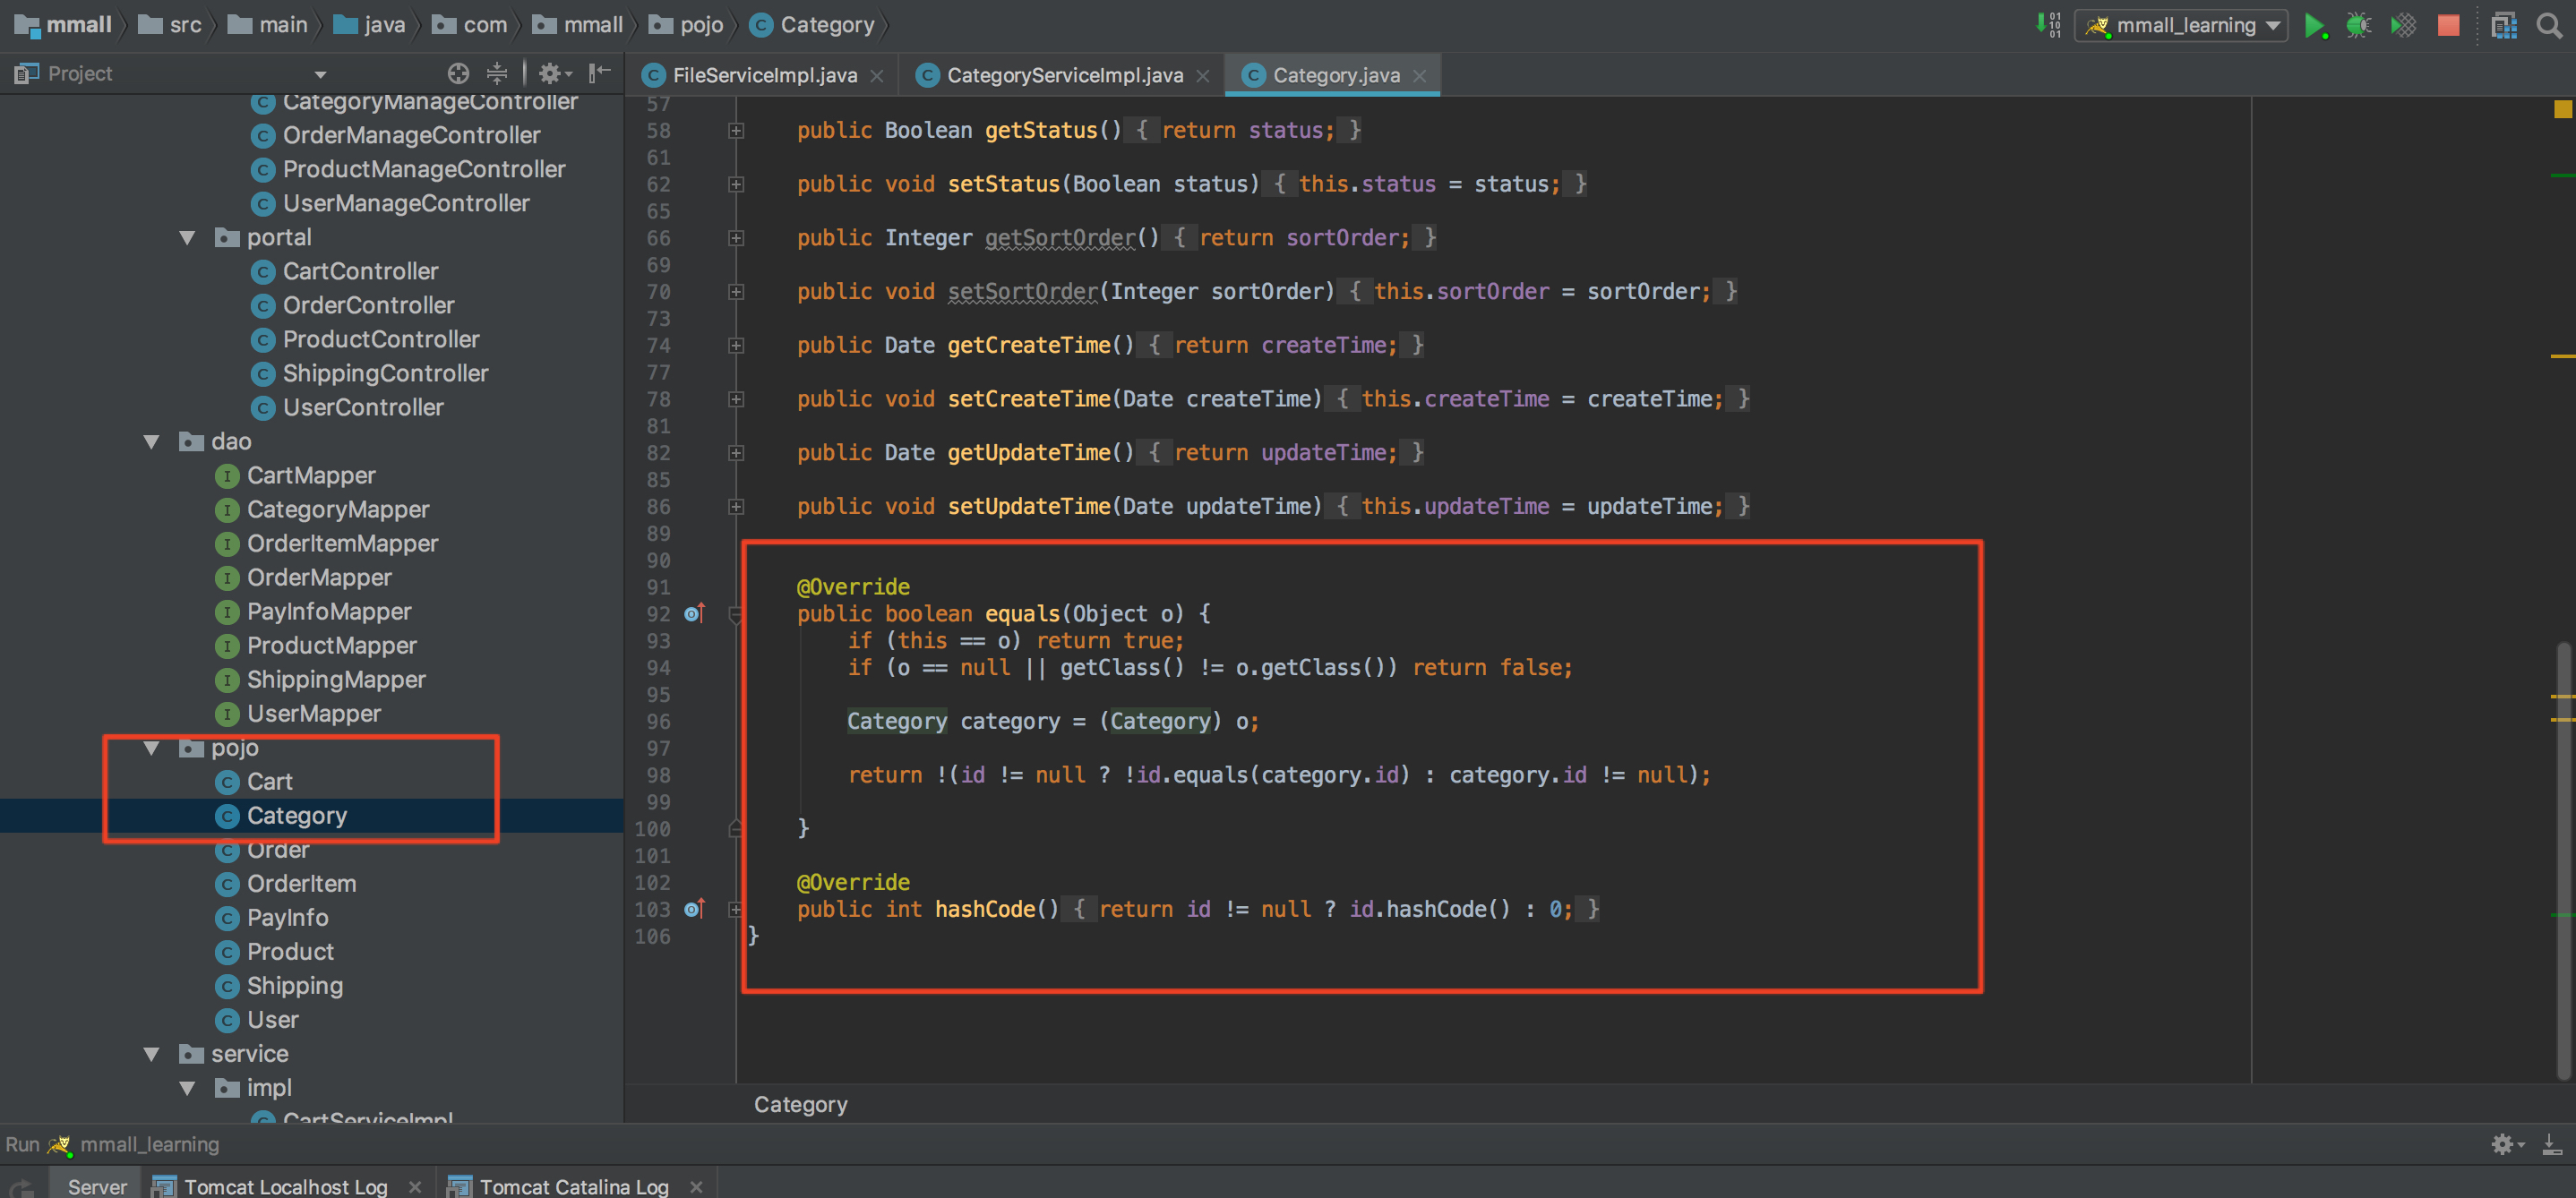 mmall src main java com mmall pojo Category
mmall_learning
Project
FileServiceImpl.java
CategoryServiceImpl.java
Category.java
CategoryManageController
OrderManageController
ProductManageController
UserManageController
portal
CartController
OrderController
ProductController
ShippingController
UserController
dao
CartMapper
CategoryMapper
OrderItemMapper
OrderMapper
PayInfoMapper
ProductMapper
ShippingMapper
UserMapper
pojo
Cart
Category
Order
OrderItem
PayInfo
Product
Shipping
User
service
impl
CartServiceImpl
57
58 public Boolean getStatus() { return status; }
61
62 public void setStatus(Boolean status) { this.status = status; }
65
66 public Integer getSortOrder() { return sortOrder; }
69
70 public void setSortOrder(Integer sortOrder) { this.sortOrder = sortOrder; }
73
74 public Date getCreateTime() { return createTime; }
77
78 public void setCreateTime(Date createTime) { this.createTime = createTime; }
81
82 public Date getUpdateTime() { return updateTime; }
85
86 public void setUpdateTime(Date updateTime) { this.updateTime = updateTime; }
89
90
91 @Override
92 public boolean equals(Object o) {
93 if (this == o) return true;
94 if (o == null || getClass() != o.getClass()) return false;
95
96 Category category = (Category) o;
97
98 return !(id != null ? !id.equals(category.id) : category.id != null);
99
100 }
101
102 @Override
103 public int hashCode() { return id != null ? id.hashCode() : 0; }
106 }
Category
Run mmall_learning
Server
Tomcat Localhost Log
Tomcat Catalina Log